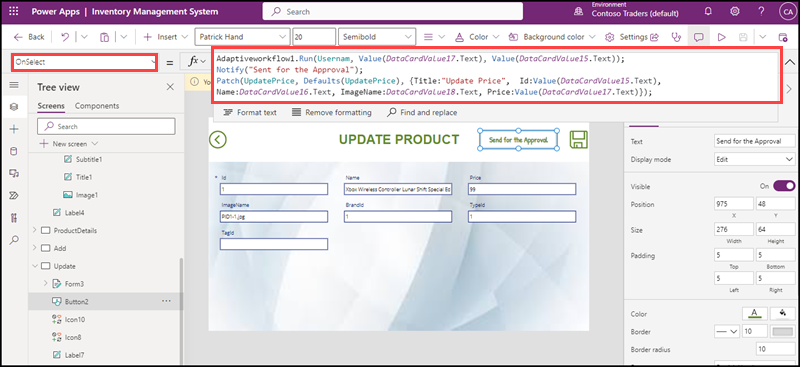 Power Apps | Inventory Management System
Search
Environment
Contoso Traders (default)
CA
Back
Insert
Patrick Hand
20
Semibold
Color
Background color
Settings
OnSelect
=
fx
Adaptiveworkflow1.Run(Usernam, Value(DataCardValue17.Text), Value(DataCardValue15.Text));
Notify("Sent for the Approval");
Patch(UpdatePrice, Defaults(UpdatePrice), {Title:"Update Price", Id:Value(DataCardValue15.Text),
Name:DataCardValue16.Text, ImageName:DataCardValue18.Text, Price:Value(DataCardValue17.Text)});
Format text
Remove formatting
Find and replace
Tree view
Screens
Components
Search
New screen
Subtitle1
Title1
Image1
Label4
ProductDetails
Add
Update
Form3
Button2
Icon10
Icon8
Label7
You
UPDATE PRODUCT
Send for the Approval
* Id
Name
Price
1
Xbox Wireless Controller Lunar Shift Special Ed
99
ImageName
BrandId
TypeId
PID1-1.jpg
1
1
TagId
Text
Send for the Approval
Display mode
Edit
Visible
On
Position
975
48
X
Y
Size
276
64
Width
Height
Padding
5
5
Top
Bottom
5
5
Left
Right
Color
A
Border
10
Border radius
10